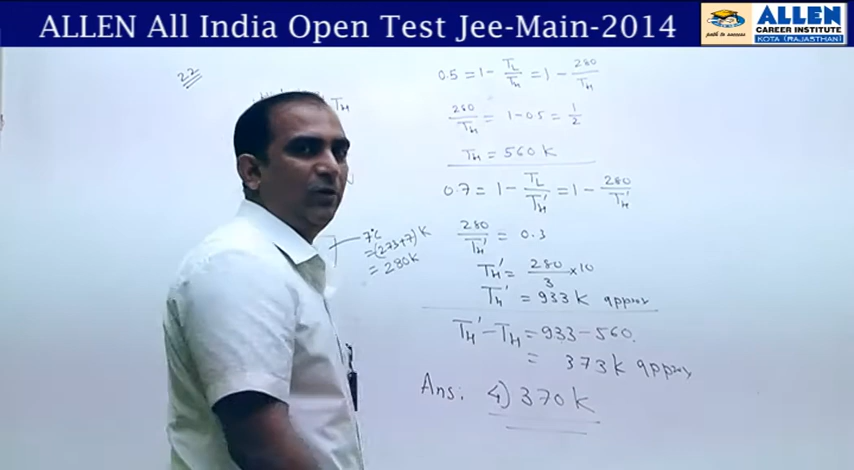 ALLEN All India Open Test Jee-Main-2014
path to success
ALLEN
CAREER INSTITUTE
KOTA (RAJASTHAN)
22
T_H
7°C
=(273+7)K
=280K
0.5 = 1 - T_L/T_H = 1 - 280/T_H
280/T_H = 1-0.5 = 1/2
T_H = 560 K
0.7 = 1 - T_L/T_H' = 1 - 280/T_H'
280/T_H' = 0.3
T_H' = 280/3 ×10
T_H' = 933 K approx
T_H' - T_H = 933 - 560.
= 373k approx
Ans: 4) 370 K